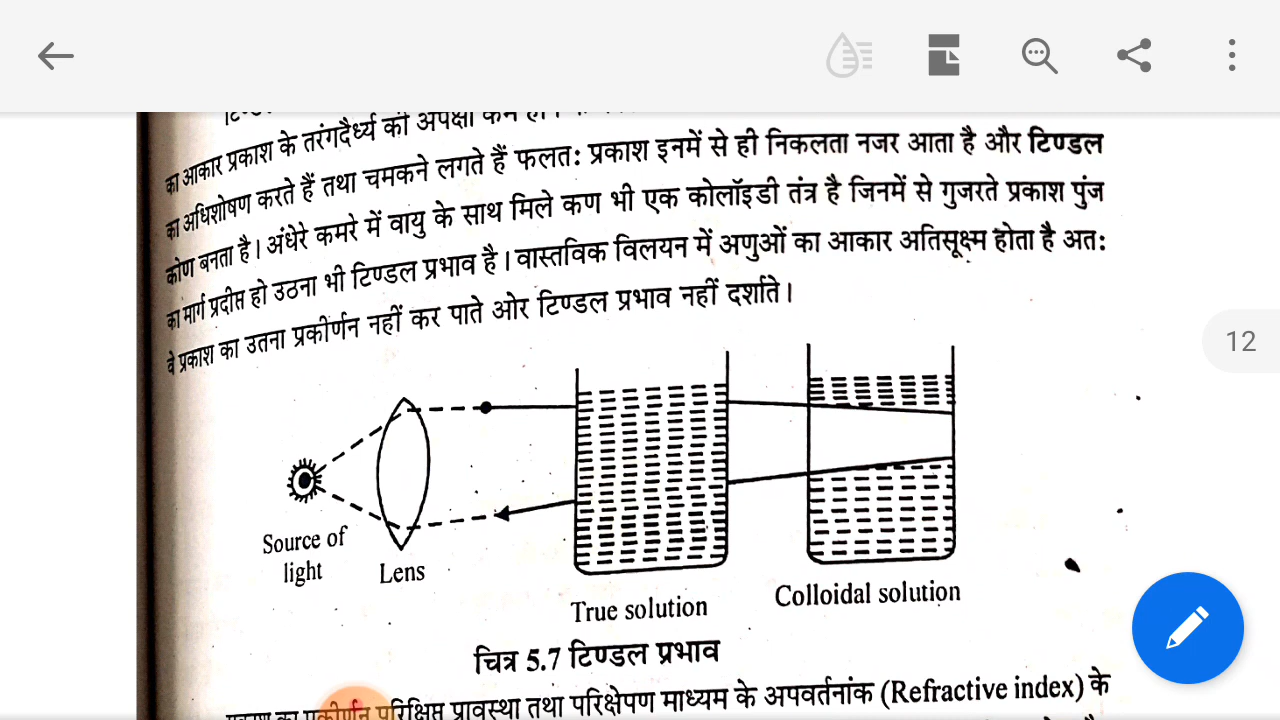 का आकार प्रकाश के तरंगदैर्ध्य की अपेक्षा कम
का अधिशोषण करते हैं तथा चमकने लगते हैं फलत: प्रकाश इनमें से ही निकलता नजर आता है और टिण्डल
कोण बनता है। अंधेरे कमरे में वायु के साथ मिले कण भी एक कोलॉइडी तंत्र है जिनमें से गुजरते प्रकाश पुंज
का मार्ग प्रदीप्त हो उठना भी टिण्डल प्रभाव है। वास्तविक विलयन में अणुओं का आकार अतिसूक्ष्म होता है अत:
वे प्रकाश का उतना प्रकीर्णन नहीं कर पाते ओर टिण्डल प्रभाव नहीं दर्शाते।
12
Source of
light
Lens
True solution
Colloidal solution
चित्र 5.7 टिण्डल प्रभाव
का प्रकीर्णन परिक्षिप्त प्रावस्था तथा परिक्षेपण माध्यम के अपवर्तनांक (Refractive index) के